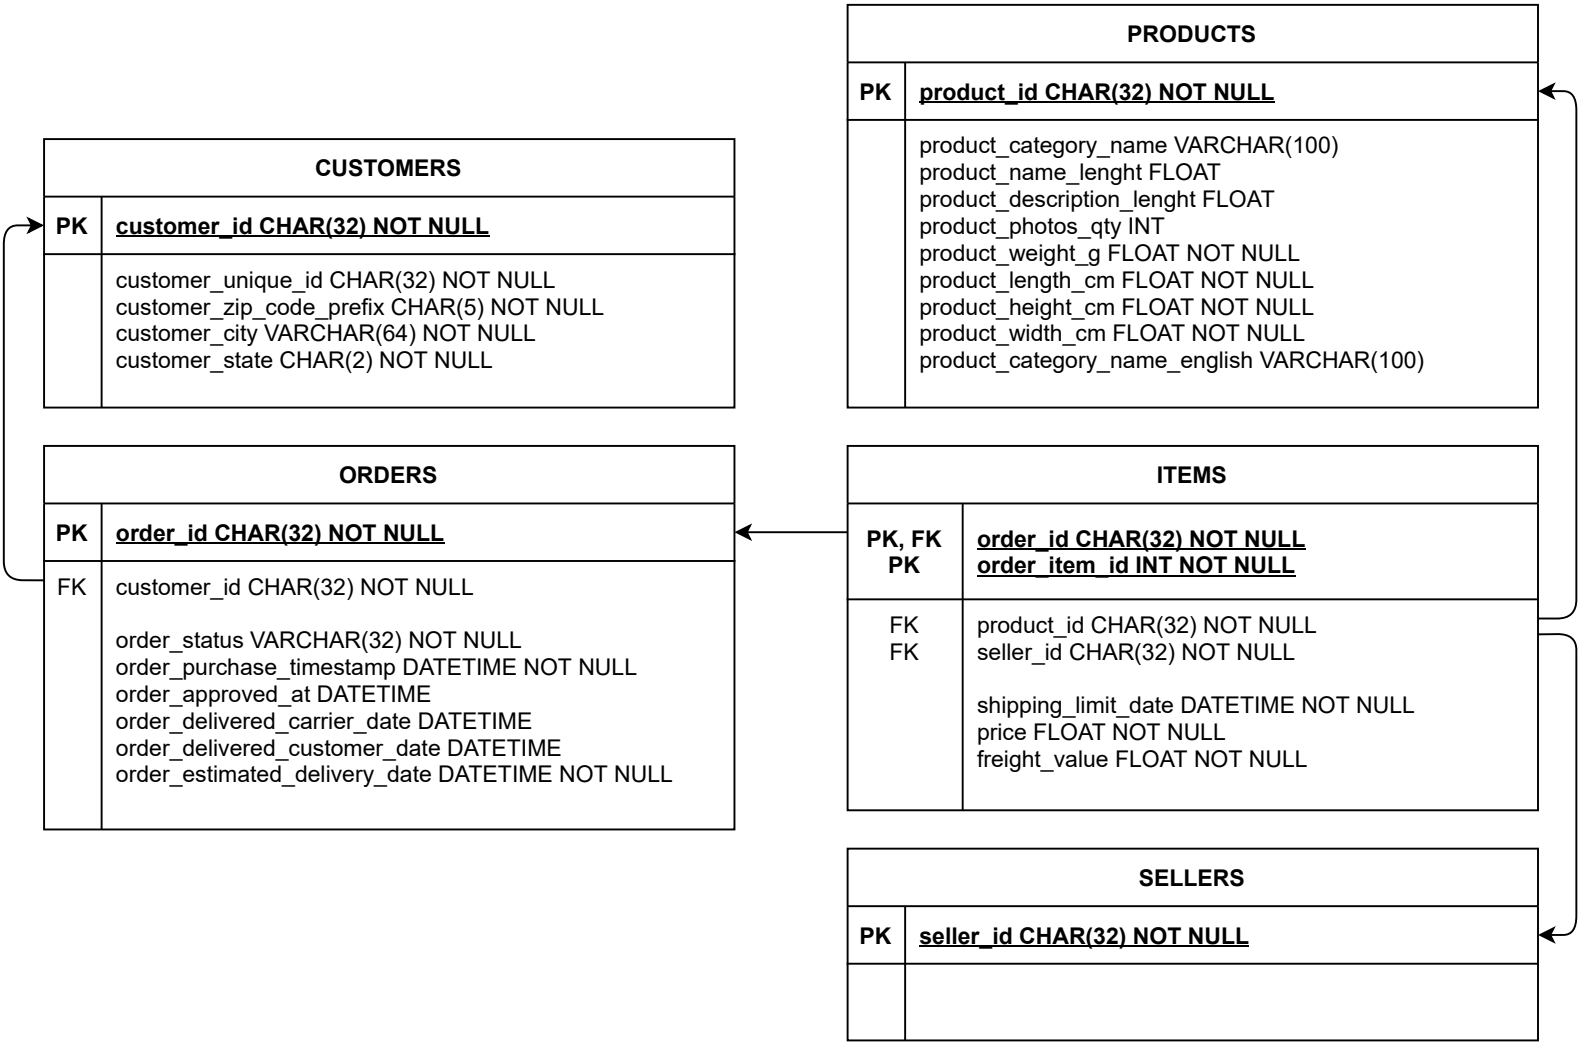 PRODUCTS
PK product_id CHAR(32) NOT NULL
product_category_name VARCHAR(100)
product_name_lenght FLOAT
product_description_lenght FLOAT
product_photos_qty INT
product_weight_g FLOAT NOT NULL
product_length_cm FLOAT NOT NULL
product_height_cm FLOAT NOT NULL
product_width_cm FLOAT NOT NULL
product_category_name_english VARCHAR(100)
CUSTOMERS
PK customer_id CHAR(32) NOT NULL
customer_unique_id CHAR(32) NOT NULL
customer_zip_code_prefix CHAR(5) NOT NULL
customer_city VARCHAR(64) NOT NULL
customer_state CHAR(2) NOT NULL
ORDERS
PK order_id CHAR(32) NOT NULL
FK customer_id CHAR(32) NOT NULL
order_status VARCHAR(32) NOT NULL
order_purchase_timestamp DATETIME NOT NULL
order_approved_at DATETIME
order_delivered_carrier_date DATETIME
order_delivered_customer_date DATETIME
order_estimated_delivery_date DATETIME NOT NULL
ITEMS
PK, FK order_id CHAR(32) NOT NULL
PK order_item_id INT NOT NULL
FK product_id CHAR(32) NOT NULL
FK seller_id CHAR(32) NOT NULL
shipping_limit_date DATETIME NOT NULL
price FLOAT NOT NULL
freight_value FLOAT NOT NULL
SELLERS
PK seller_id CHAR(32) NOT NULL